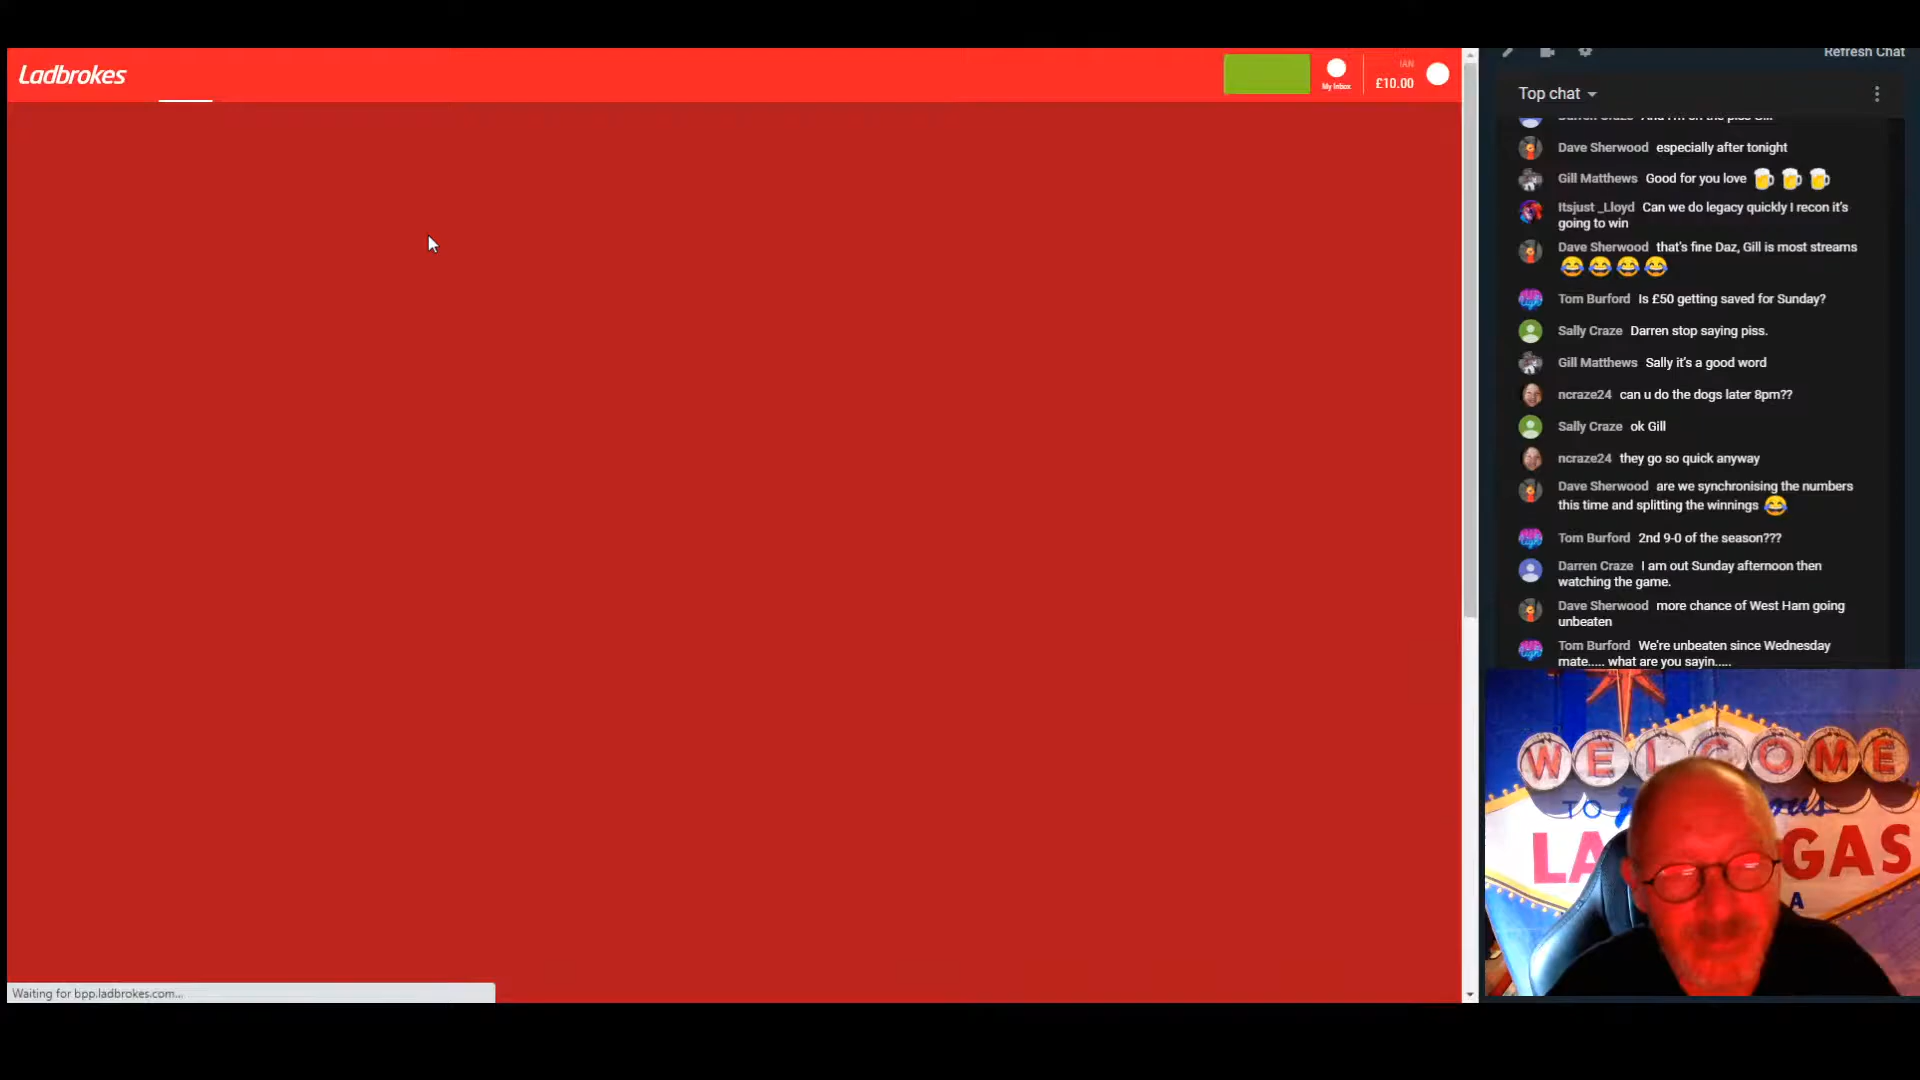 Ladbrokes
My Inbox
IAN
£10.00
Refresh Chat
Top chat
Dave Sherwood especially after tonight
Gill Matthews Good for you love 🍺 🍺 🍺
Itsjust _Lloyd Can we do legacy quickly I recon it's
going to win
Dave Sherwood that's fine Daz, Gill is most streams
😂 😂 😂 😂
Tom Burford Is £50 getting saved for Sunday?
Sally Craze Darren stop saying piss.
Gill Matthews Sally it's a good word
ncraze24 can u do the dogs later 8pm??
Sally Craze ok Gill
ncraze24 they go so quick anyway
Dave Sherwood are we synchronising the numbers
this time and splitting the winnings 😂
Tom Burford 2nd 9-0 of the season???
Darren Craze I am out Sunday afternoon then
watching the game.
Dave Sherwood more chance of West Ham going
unbeaten
Tom Burford We're unbeaten since Wednesday
mate..... what are you sayin.....
WELCOME
TO
LA GAS
A
Waiting for bpp.ladbrokes.com...